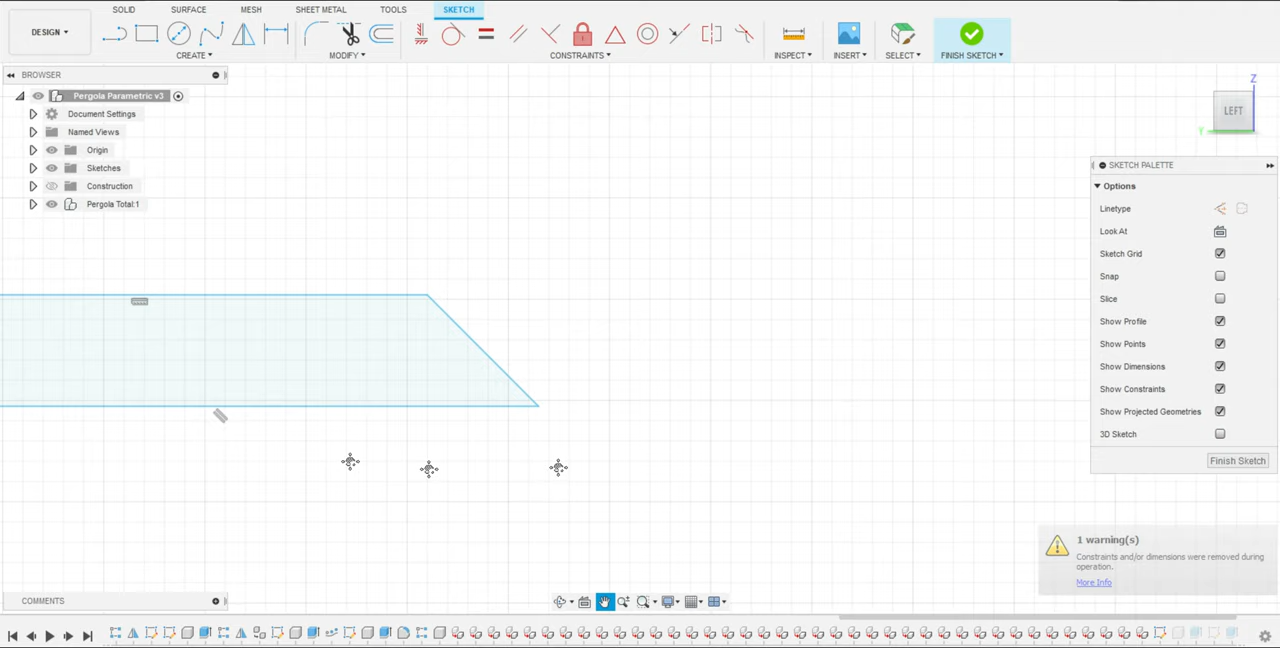 SOLID SURFACE MESH SHEET METAL TOOLS SKETCH
DESIGN
CREATE MODIFY CONSTRAINTS INSPECT INSERT SELECT FINISH SKETCH
BROWSER
Pergola Parametric v3
Document Settings
Named Views
Origin
Sketches
Construction
Pergola Total:1
Z
LEFT
Y
SKETCH PALETTE
Options
Linetype
Look At
Sketch Grid
Snap
Slice
Show Profile
Show Points
Show Dimensions
Show Constraints
Show Projected Geometries
3D Sketch
Finish Sketch
1 warning(s)
Constraints and/or dimensions were removed during
operation.
More Info
COMMENTS